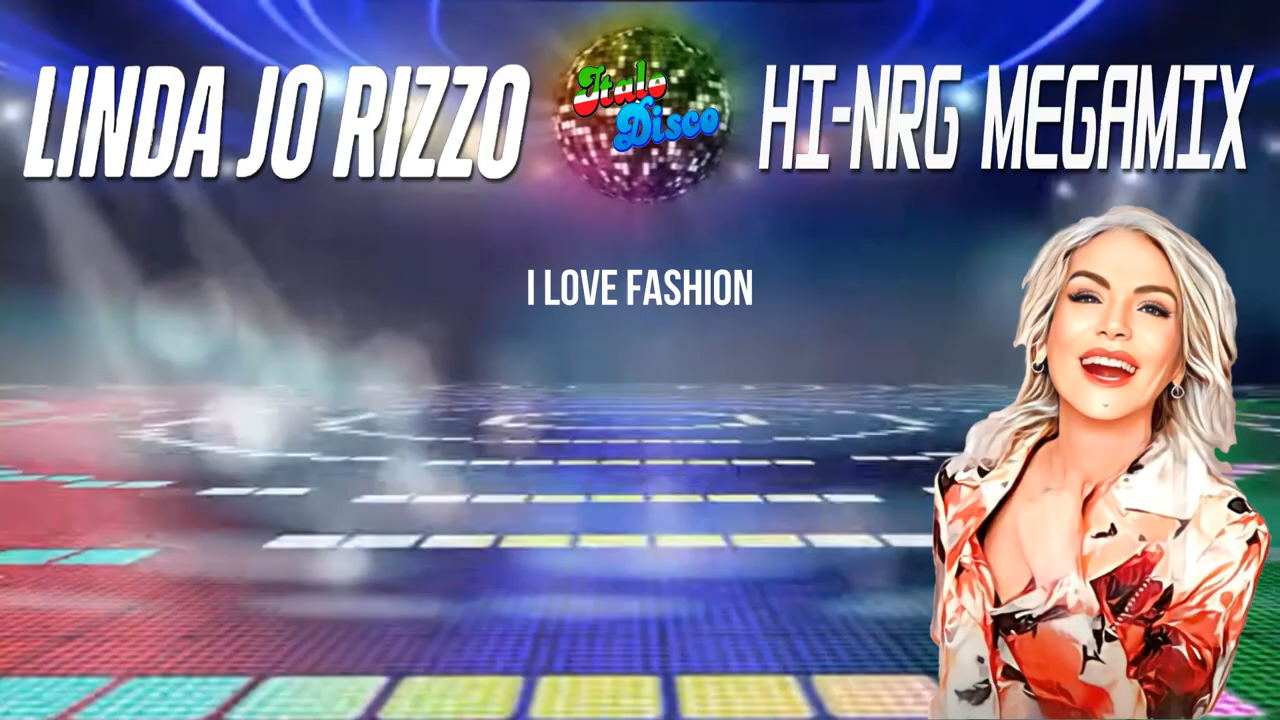 LINDA JO RIZZO
Italo
Disco
HI-NRG MEGAMIX
I LOVE FASHION